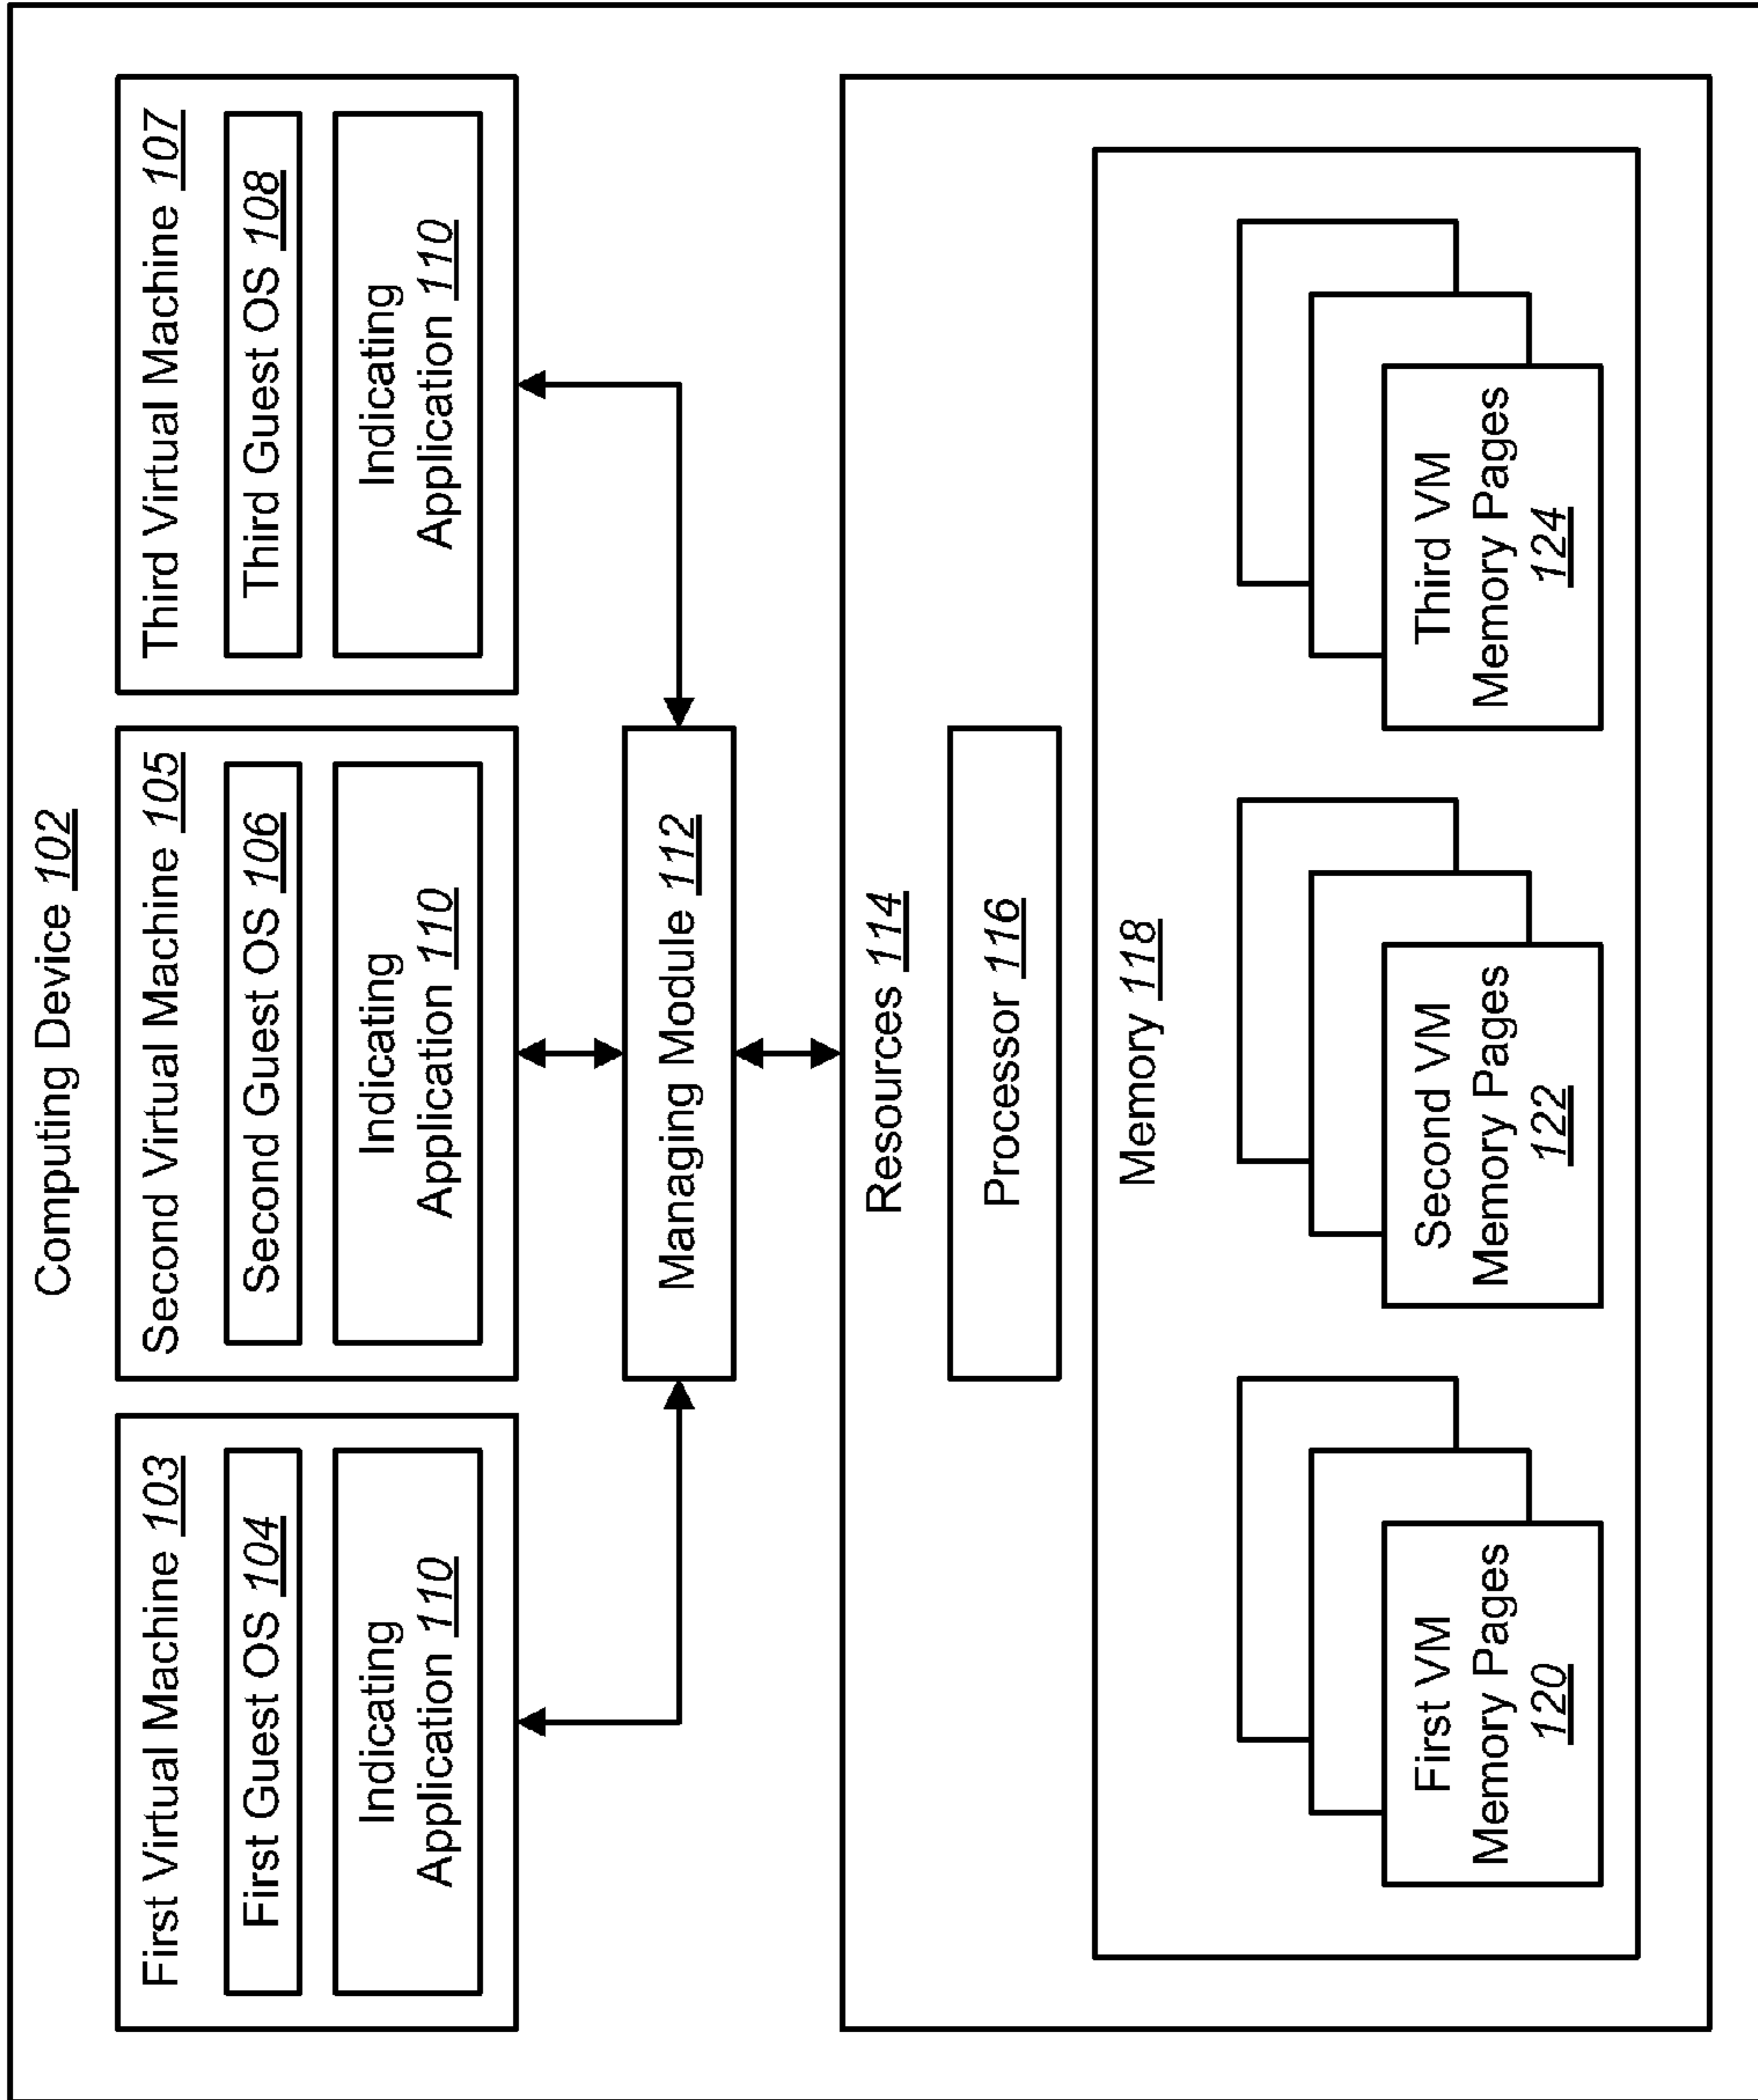 Computing Device 102
First Virtual Machine 103
First Guest OS 104
Indicating
Application 110
Second Virtual Machine 105
Second Guest OS 106
Indicating
Application 110
Third Virtual Machine 107
Third Guest OS 108
Indicating
Application 110
Managing Module 112
Resources 114
Processor 116
Memory 118
First VM
Memory Pages
120
Second VM
Memory Pages
122
Third VM
Memory Pages
124